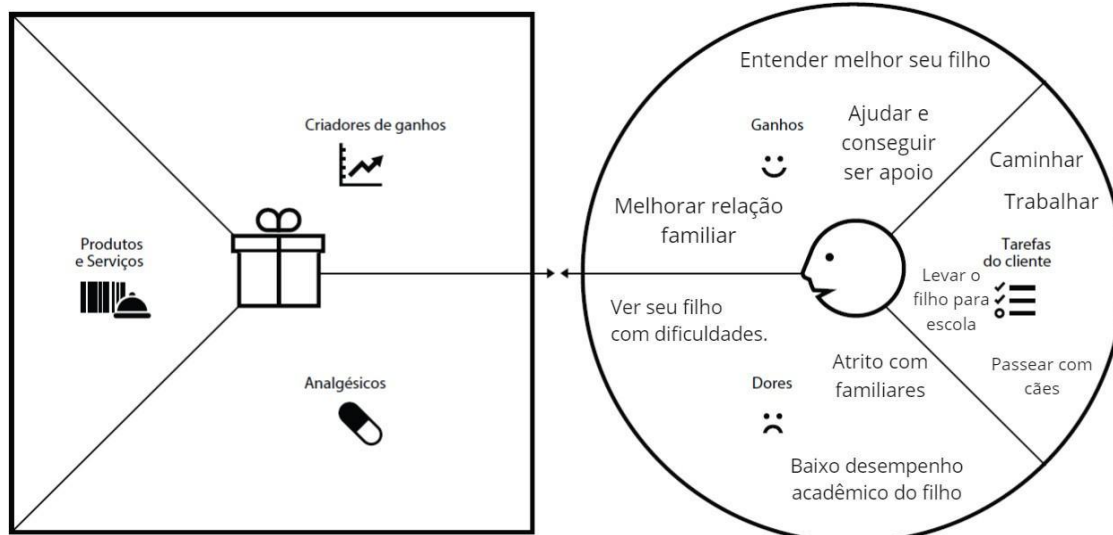 Criadores de ganhos
Produtos
e Serviços
Analgésicos
Entender melhor seu filho
Ganhos
Ajudar e
conseguir
ser apoio
Melhorar relação
familiar
Caminhar
Trabalhar
Tarefas
do cliente
Levar o
filho para
escola
Passear com
cães
Ver seu filho
com dificuldades.
Dores
Atrito com
familiares
Baixo desempenho
acadêmico do filho